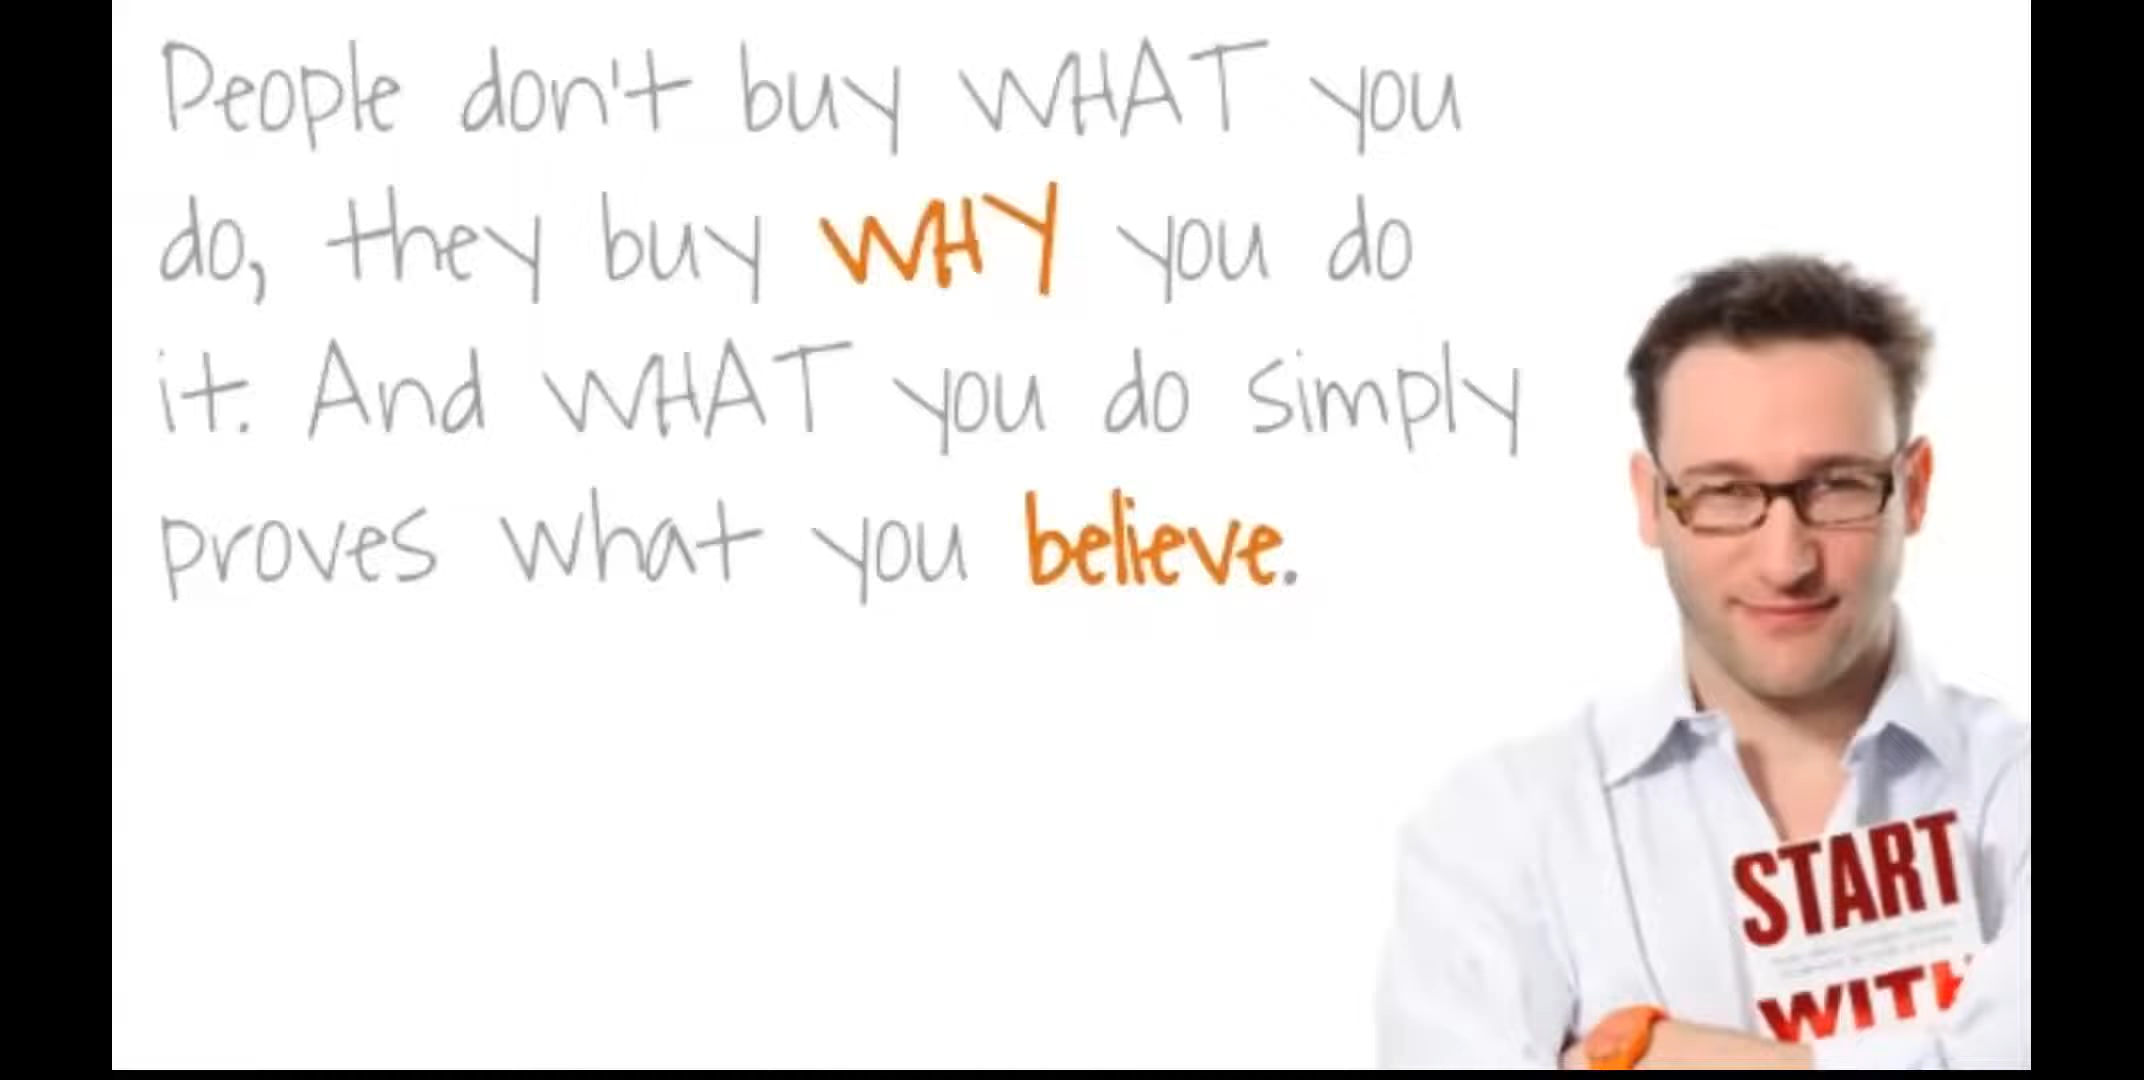 People don't buy WHAT you
do, they buy WHY you do
it. And WHAT you do simply
proves what you believe.
START
WITH